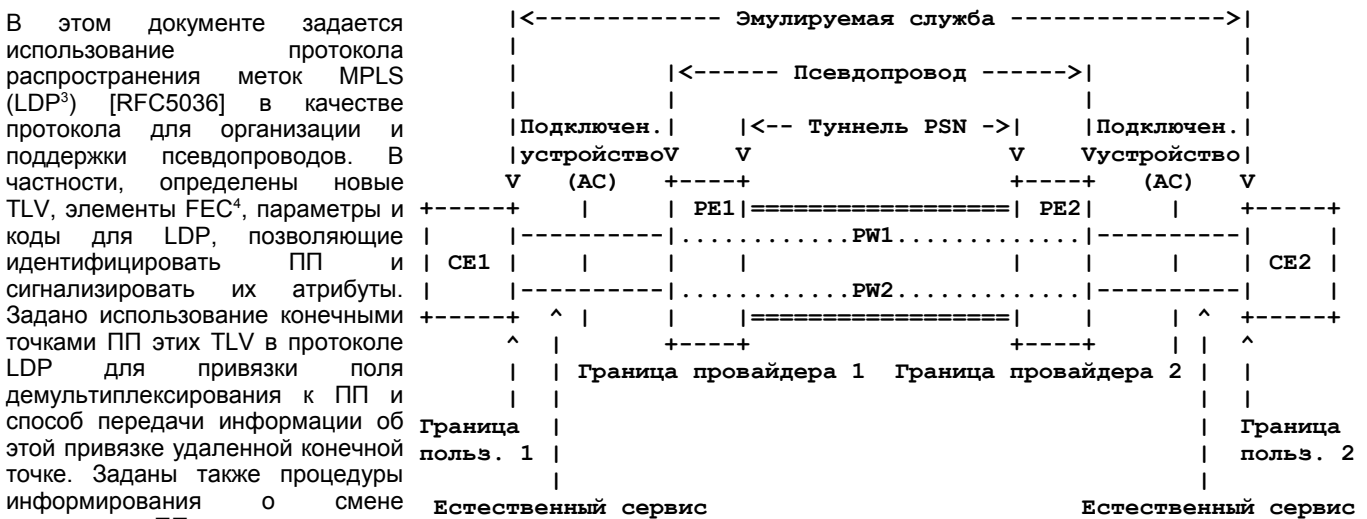 В этом документе задается
использование протокола
распространения меток MPLS
(LDP³) [RFC5036] в качестве
протокола для организации и
поддержки псевдопроводов. В
частности, определены новые
TLV, элементы FEC⁴, параметры и
коды для LDP, позволяющие
идентифицировать ПП и
сигнализировать их атрибуты.
Задано использование конечными
точками ПП этих TLV в протоколе
LDP для привязки поля
демультиплексирования к ПП и
способ передачи информации об
этой привязке удаленной конечной
точке. Заданы также процедуры
информирования о смене
|<------------- Эмулируемая служба --------------->|
|<------ Псевдопровод ------>|
|Подключен.| |<-- Туннель PSN ->| |Подключен.|
|устройствоV V V Vустройство|
V (AC) +----+ +----+ (AC) V
+-----+ | | PE1|==================| PE2| | +-----+
| |----------|............PW1.............|----------| |
| CE1 | | | | | | | | CE2 |
| |----------|............PW2.............|----------| |
+-----+ ^ | | |==================| | | ^ +-----+
^ | +----+ +----+ | | ^
| | Граница провайдера 1 Граница провайдера 2 | |
| | | |
Граница | | Граница
польз. 1 | | польз. 2
| |
Естественный сервис Естественный сервис